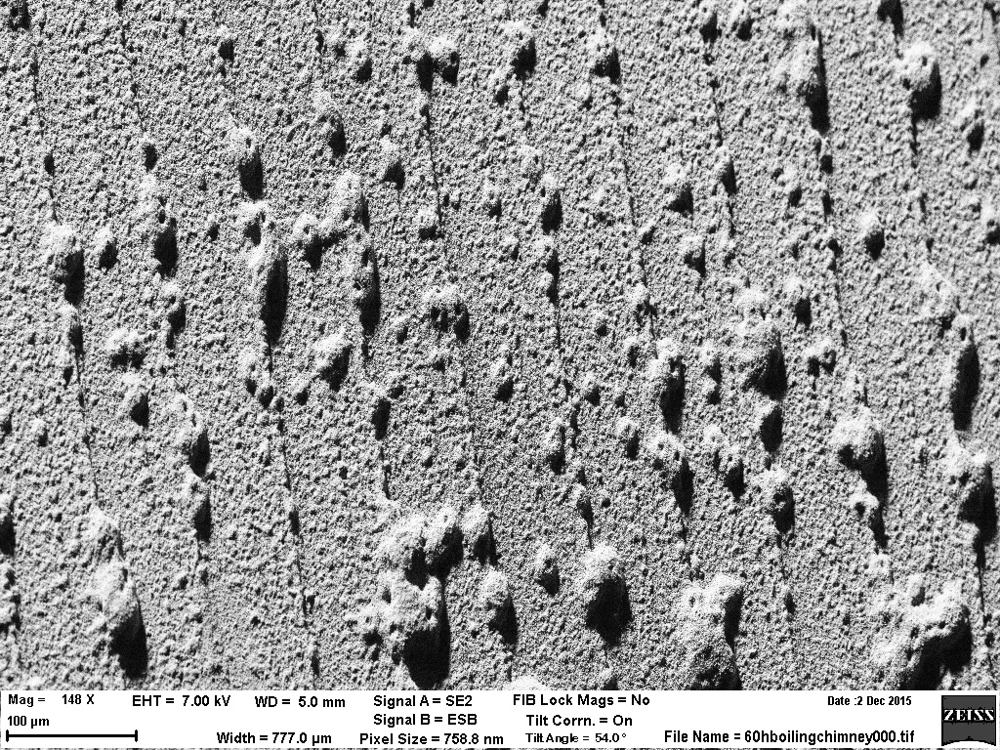 Mag = 148 X EHT = 7.00 kV WD = 5.0 mm Signal A = SE2 FIB Lock Mags = No Date :2 Dec 2015
100 µm Signal B = ESB Tilt Corrn. = On
Width = 777.0 µm Pixel Size = 758.8 nm Tilt Angle = 54.0° File Name = 60hboilingchimney000.tif
ZEISS